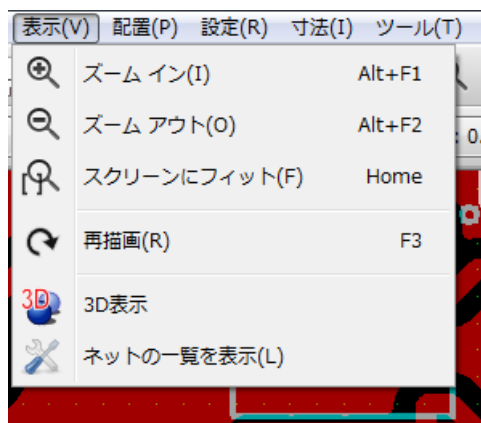 表示(V) 配置(P) 設定(R) 寸法(I) ツール(T)
ズーム イン(I) Alt+F1
ズーム アウト(O) Alt+F2
: 0.
スクリーンにフィット(F) Home
再描画(R) F3
3D 3D表示
ネットの一覧を表示(L)